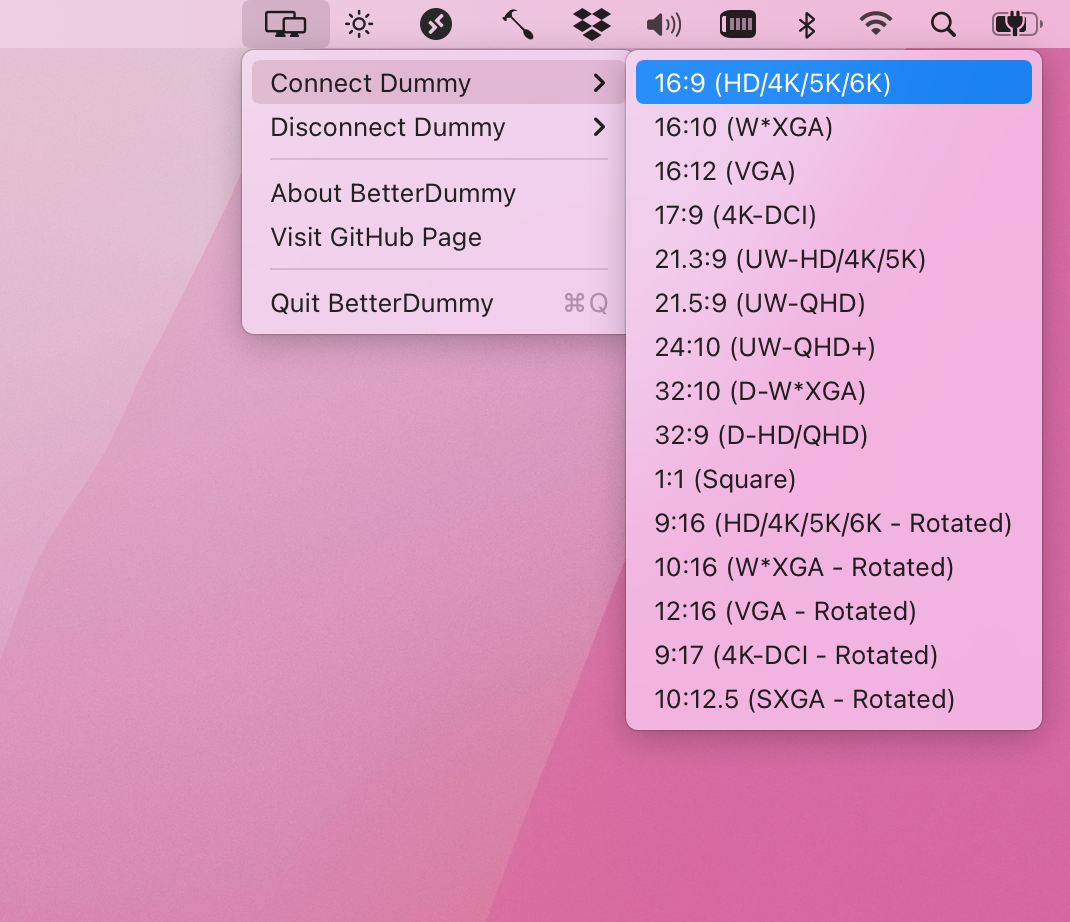 Connect Dummy
Disconnect Dummy
About BetterDummy
Visit GitHub Page
Quit BetterDummy ⌘Q
16:9 (HD/4K/5K/6K)
16:10 (W*XGA)
16:12 (VGA)
17:9 (4K-DCI)
21.3:9 (UW-HD/4K/5K)
21.5:9 (UW-QHD)
24:10 (UW-QHD+)
32:10 (D-W*XGA)
32:9 (D-HD/QHD)
1:1 (Square)
9:16 (HD/4K/5K/6K - Rotated)
10:16 (W*XGA - Rotated)
12:16 (VGA - Rotated)
9:17 (4K-DCI - Rotated)
10:12.5 (SXGA - Rotated)